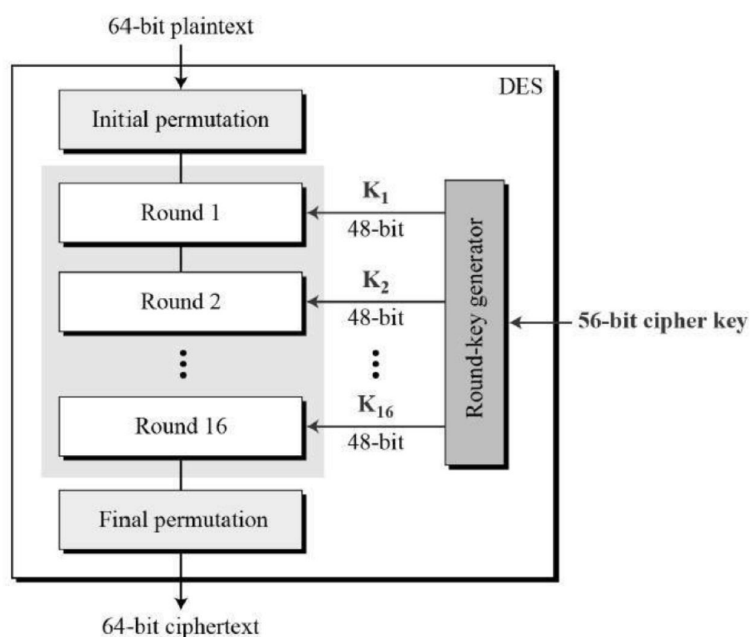 64-bit plaintext
DES
Initial permutation
Round 1
K₁
48-bit
Round 2
K₂
48-bit
Round-key generator
56-bit cipher key
Round 16
K₁₆
48-bit
Final permutation
64-bit ciphertext